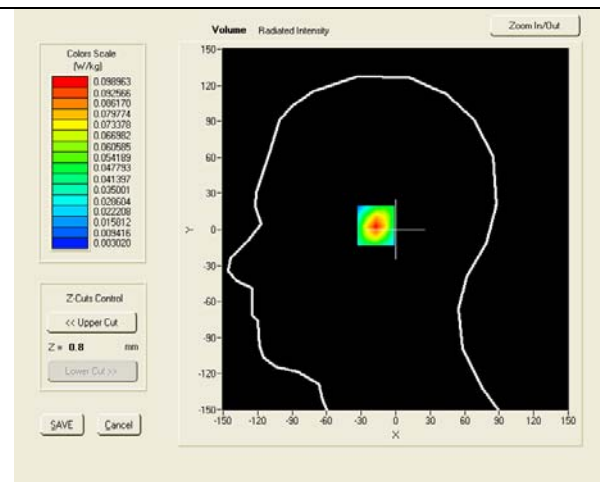 Volume Radiated Intensity
Zoom In/Out
Colors Scale
(W/kg)
0.098963
0.092566
0.086170
0.079774
0.073378
0.066982
0.060585
0.054189
0.047793
0.041397
0.035001
0.028604
0.022208
0.015812
0.009416
0.003020
Z-Cuts Control
<< Upper Cut
Z = 0.8 mm
Lower Cut >>
SAVE Cancel
150
120
90
60
30
0
-30
-60
-90
-120
-150
Y
-150 -120 -90 -60 -30 0 30 60 90 120 150
X